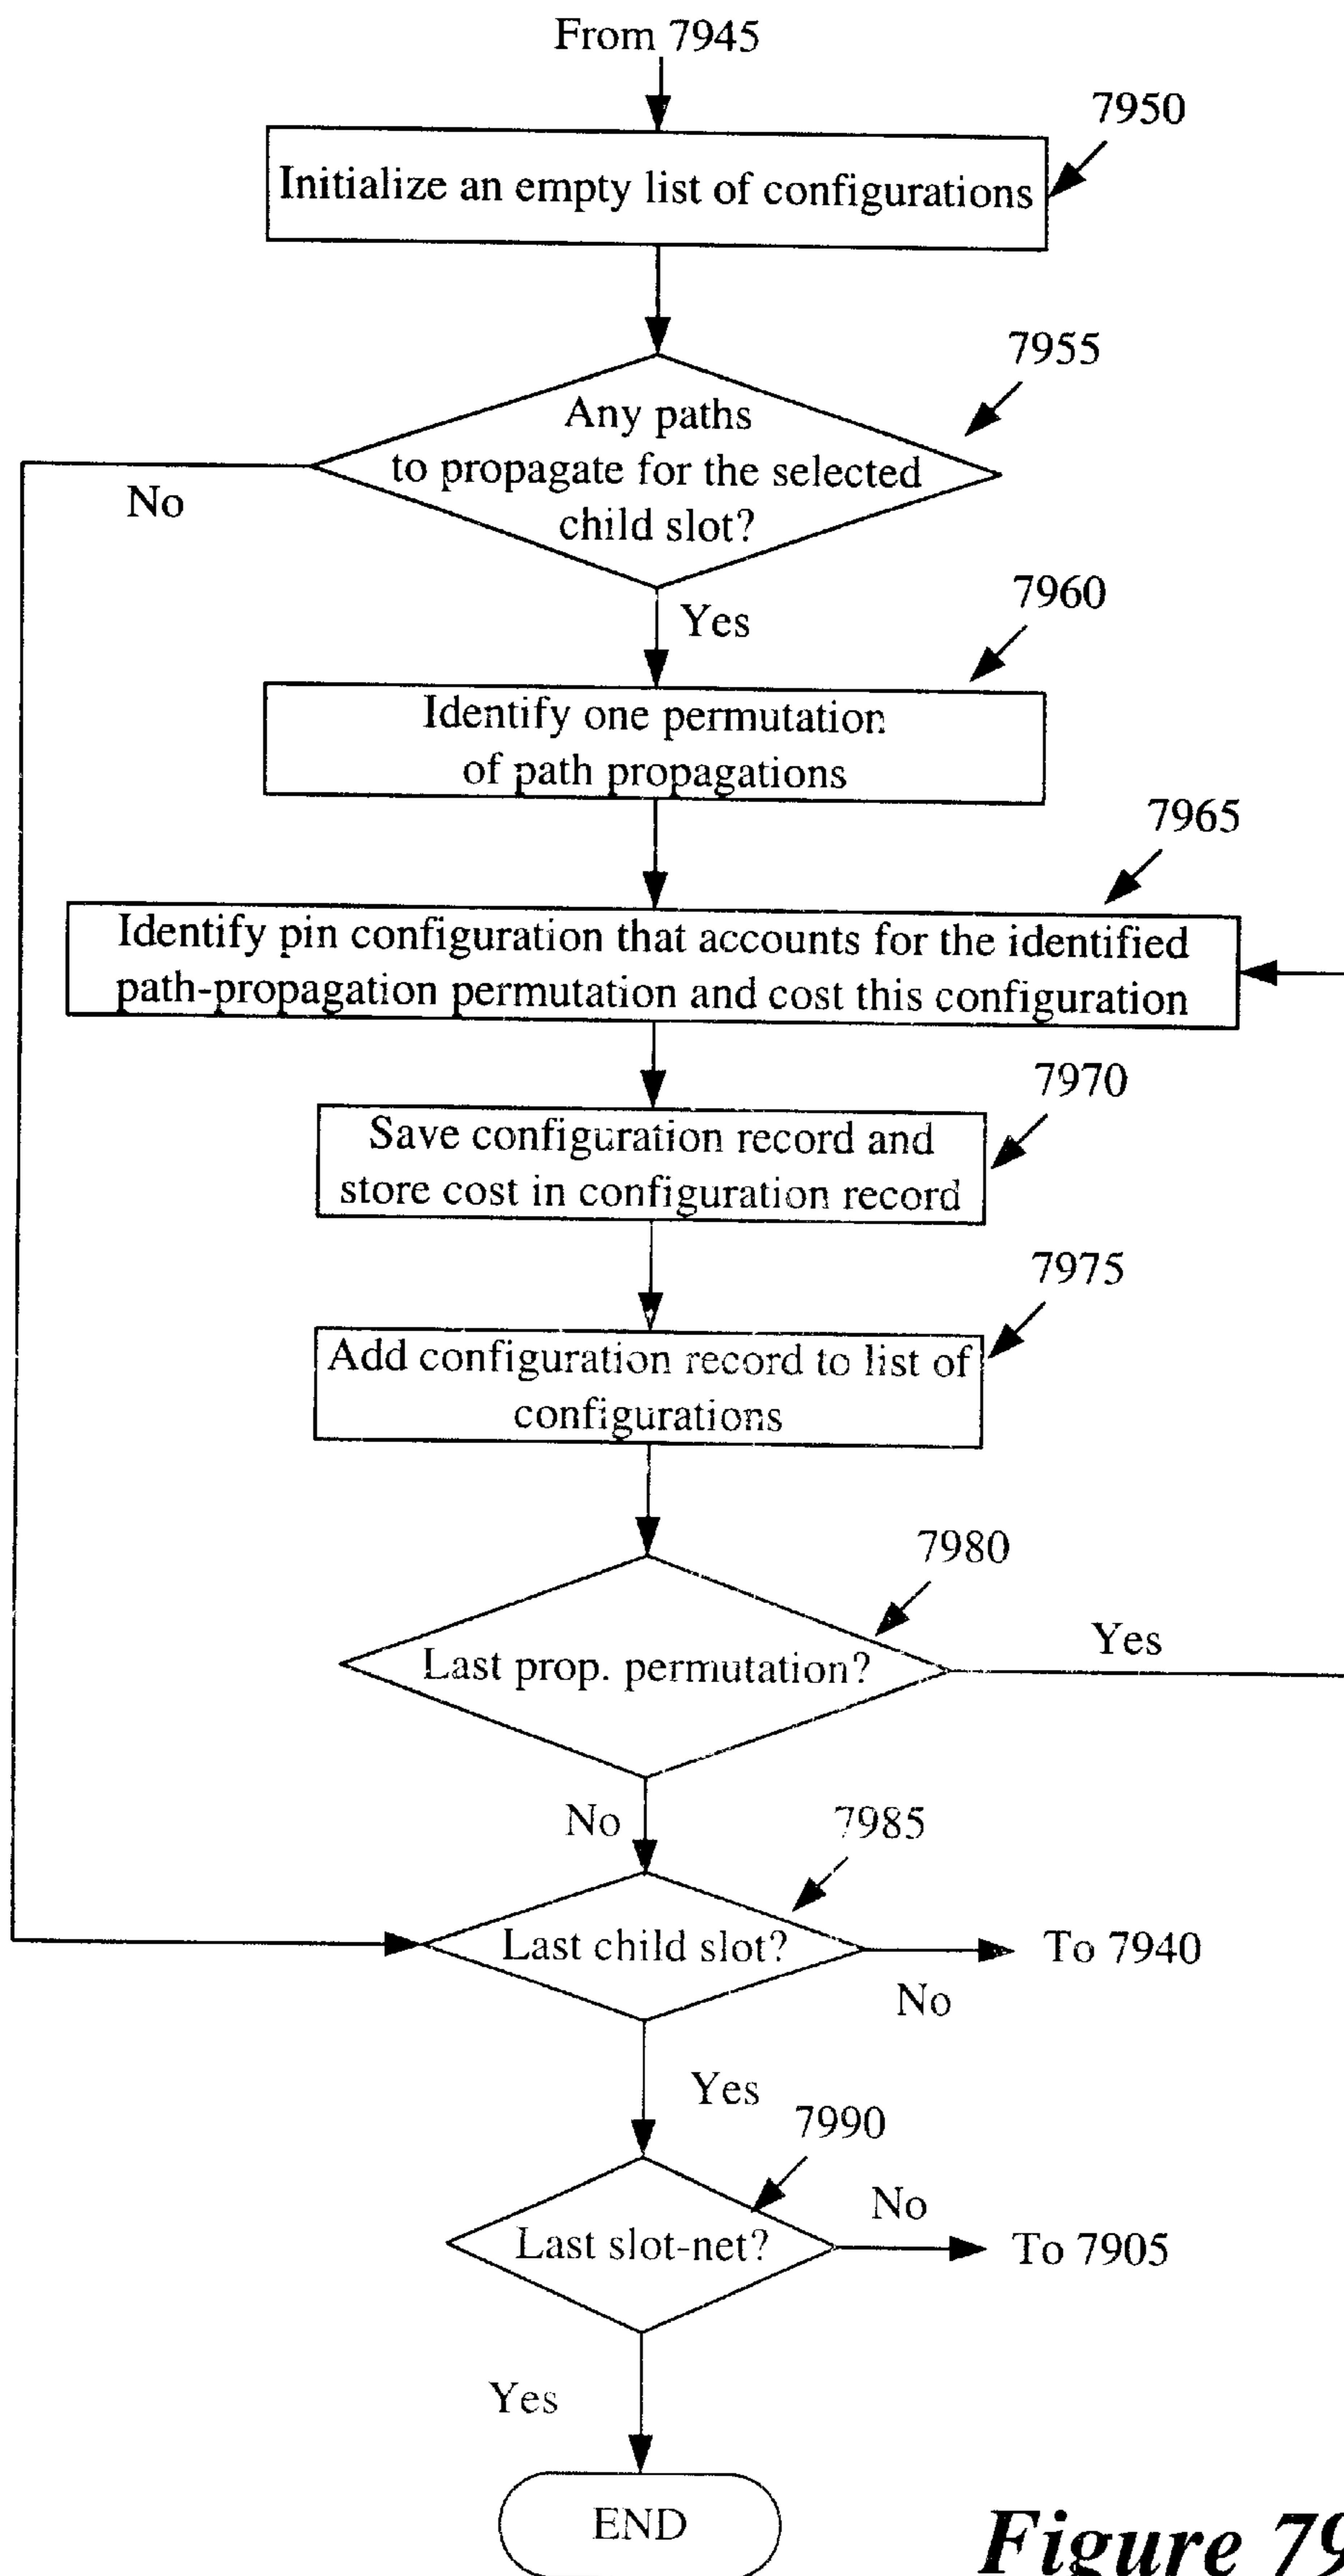 From 7945
7950
Initialize an empty list of configurations
7955
Any paths
to propagate for the selected
child slot?
No
7960
Yes
Identify one permutation
of path propagations
7965
Identify pin configuration that accounts for the identified
path-propagation permutation and cost this configuration
7970
Save configuration record and
store cost in configuration record
7975
Add configuration record to list of
configurations
7980
Last prop. permutation?
Yes
No
7985
Last child slot?
To 7940
No
Yes
7990
Last slot-net?
No
To 7905
Yes
END
Figure 79